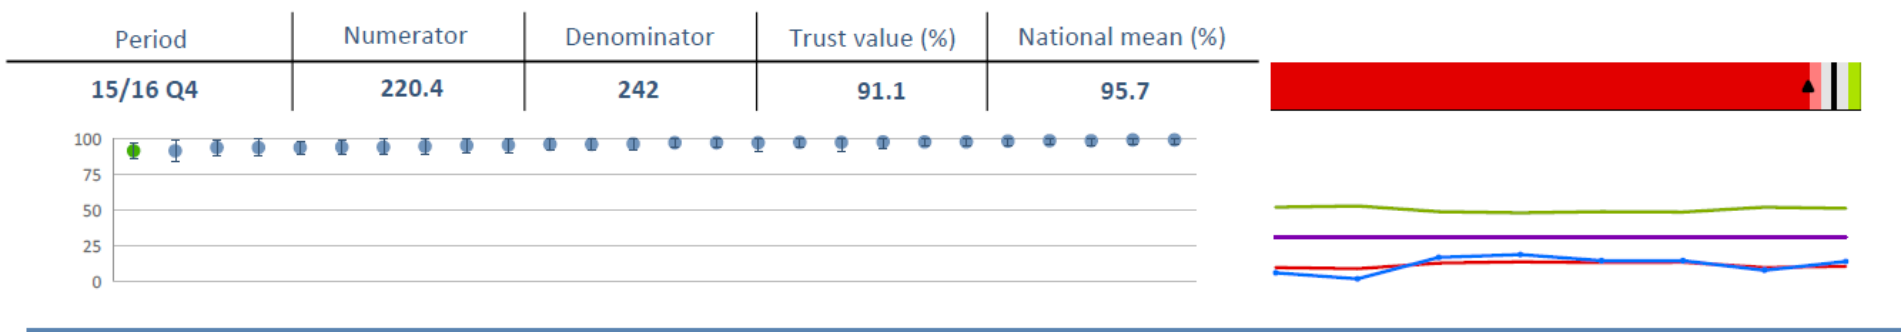 Period Numerator Denominator Trust value (%) National mean (%)
15/16 Q4 220.4 242 91.1 95.7
100
75
50
25
0